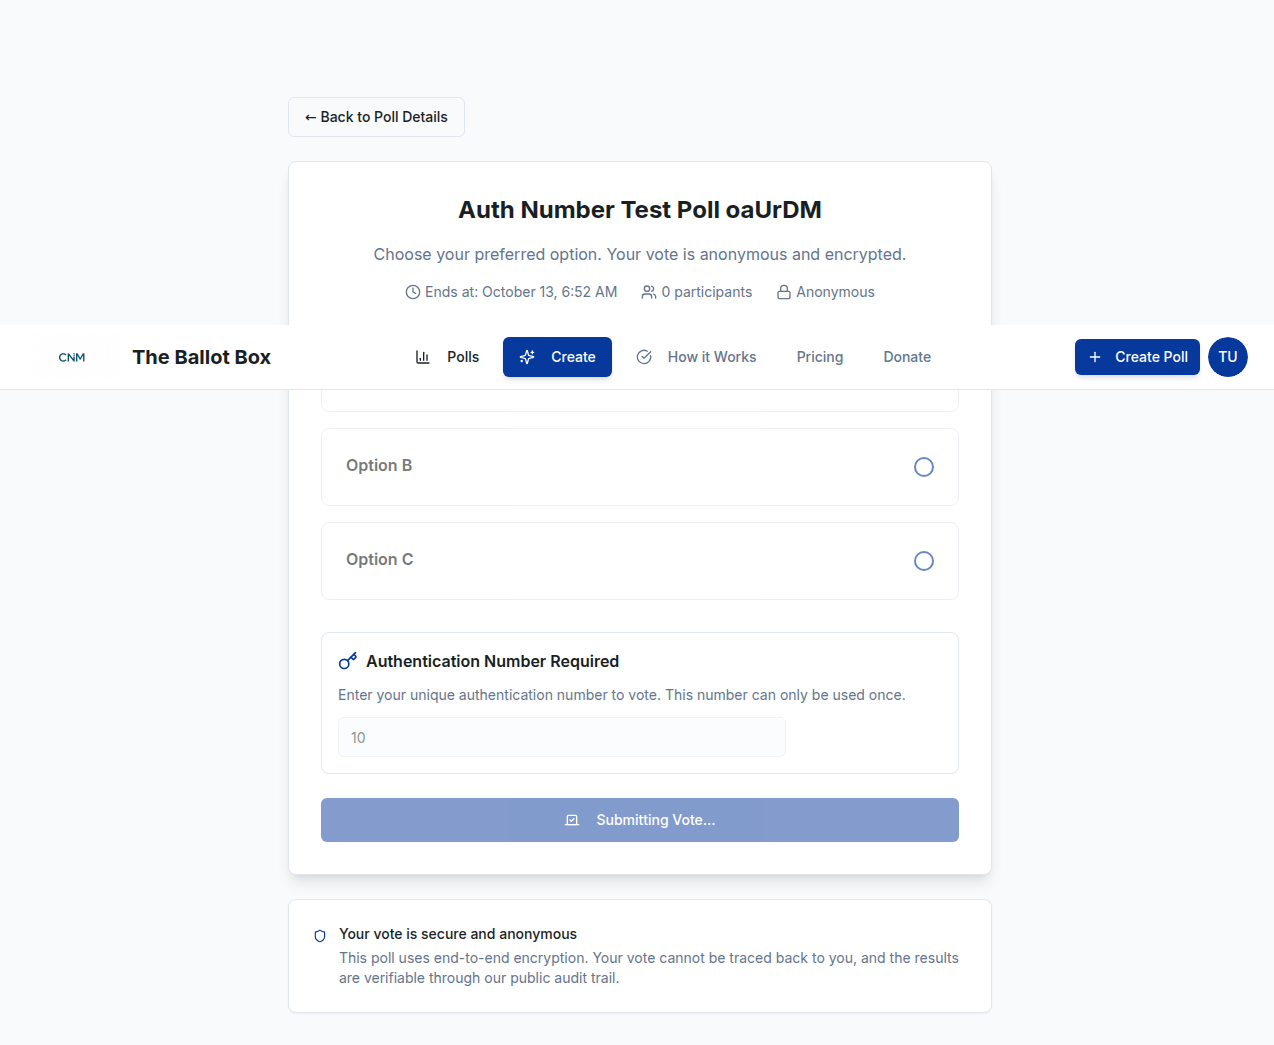 ← Back to Poll Details
Auth Number Test Poll oaUrDM
Choose your preferred option. Your vote is anonymous and encrypted.
Ends at: October 13, 6:52 AM 0 participants Anonymous
CNM The Ballot Box Polls Create How it Works Pricing Donate Create Poll TU
Option B
Option C
Authentication Number Required
Enter your unique authentication number to vote. This number can only be used once.
10
Submitting Vote...
Your vote is secure and anonymous
This poll uses end-to-end encryption. Your vote cannot be traced back to you, and the results
are verifiable through our public audit trail.